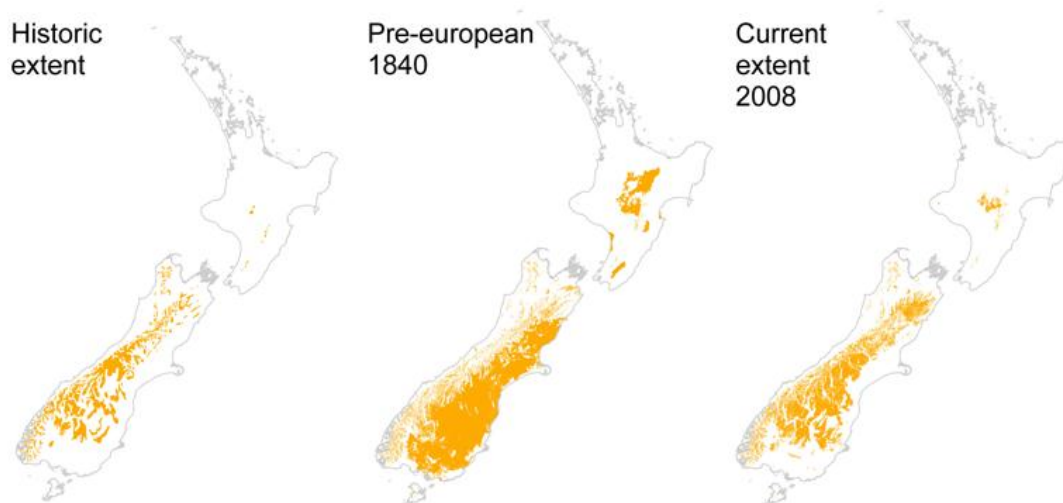 Historic
extent
Pre-european
1840
Current
extent
2008